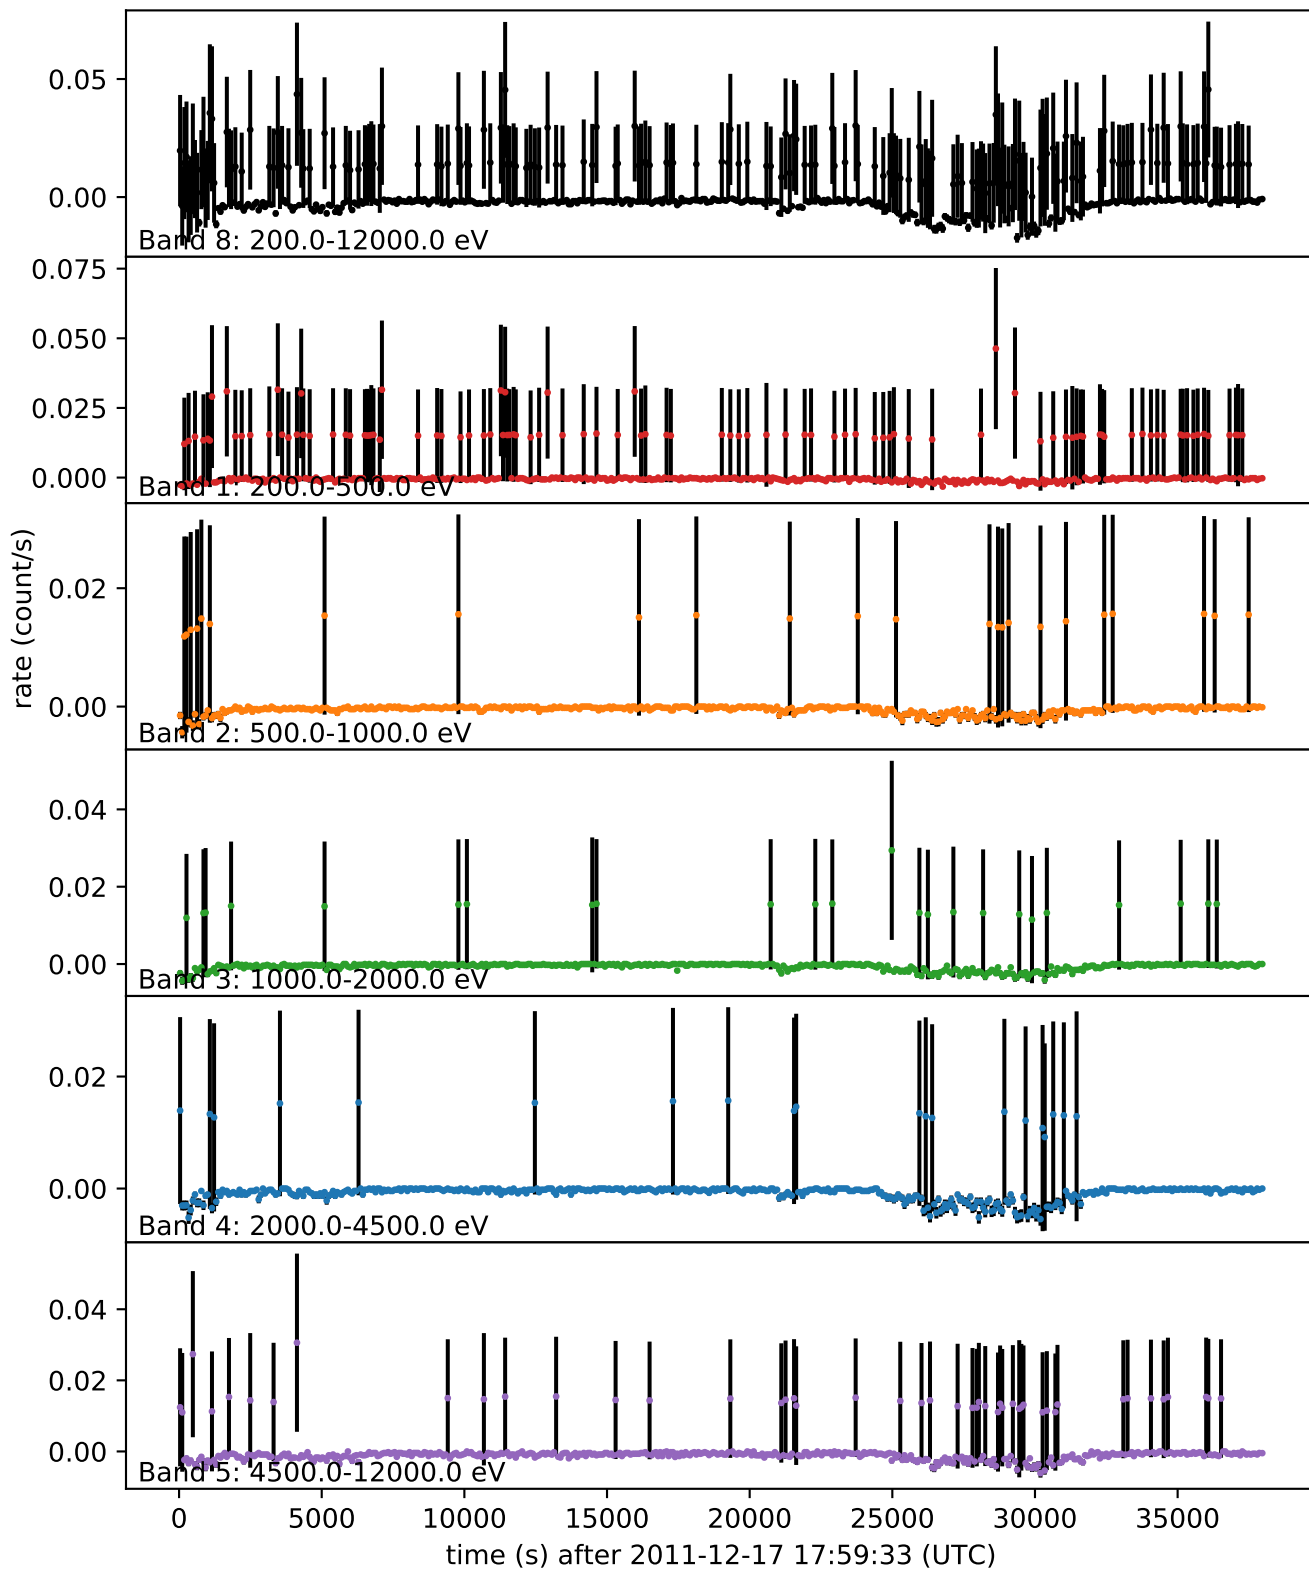 0.05
0.00
Band 8: 200.0-12000.0 eV
0.075
0.050
0.025
0.000
Band 1: 200.0-500.0 eV
rate (count/s)
0.02
0.00
Band 2: 500.0-1000.0 eV
0.04
0.02
0.00
Band 3: 1000.0-2000.0 eV
0.02
0.00
Band 4: 2000.0-4500.0 eV
0.04
0.02
0.00
Band 5: 4500.0-12000.0 eV
0 5000 10000 15000 20000 25000 30000 35000
time (s) after 2011-12-17 17:59:33 (UTC)